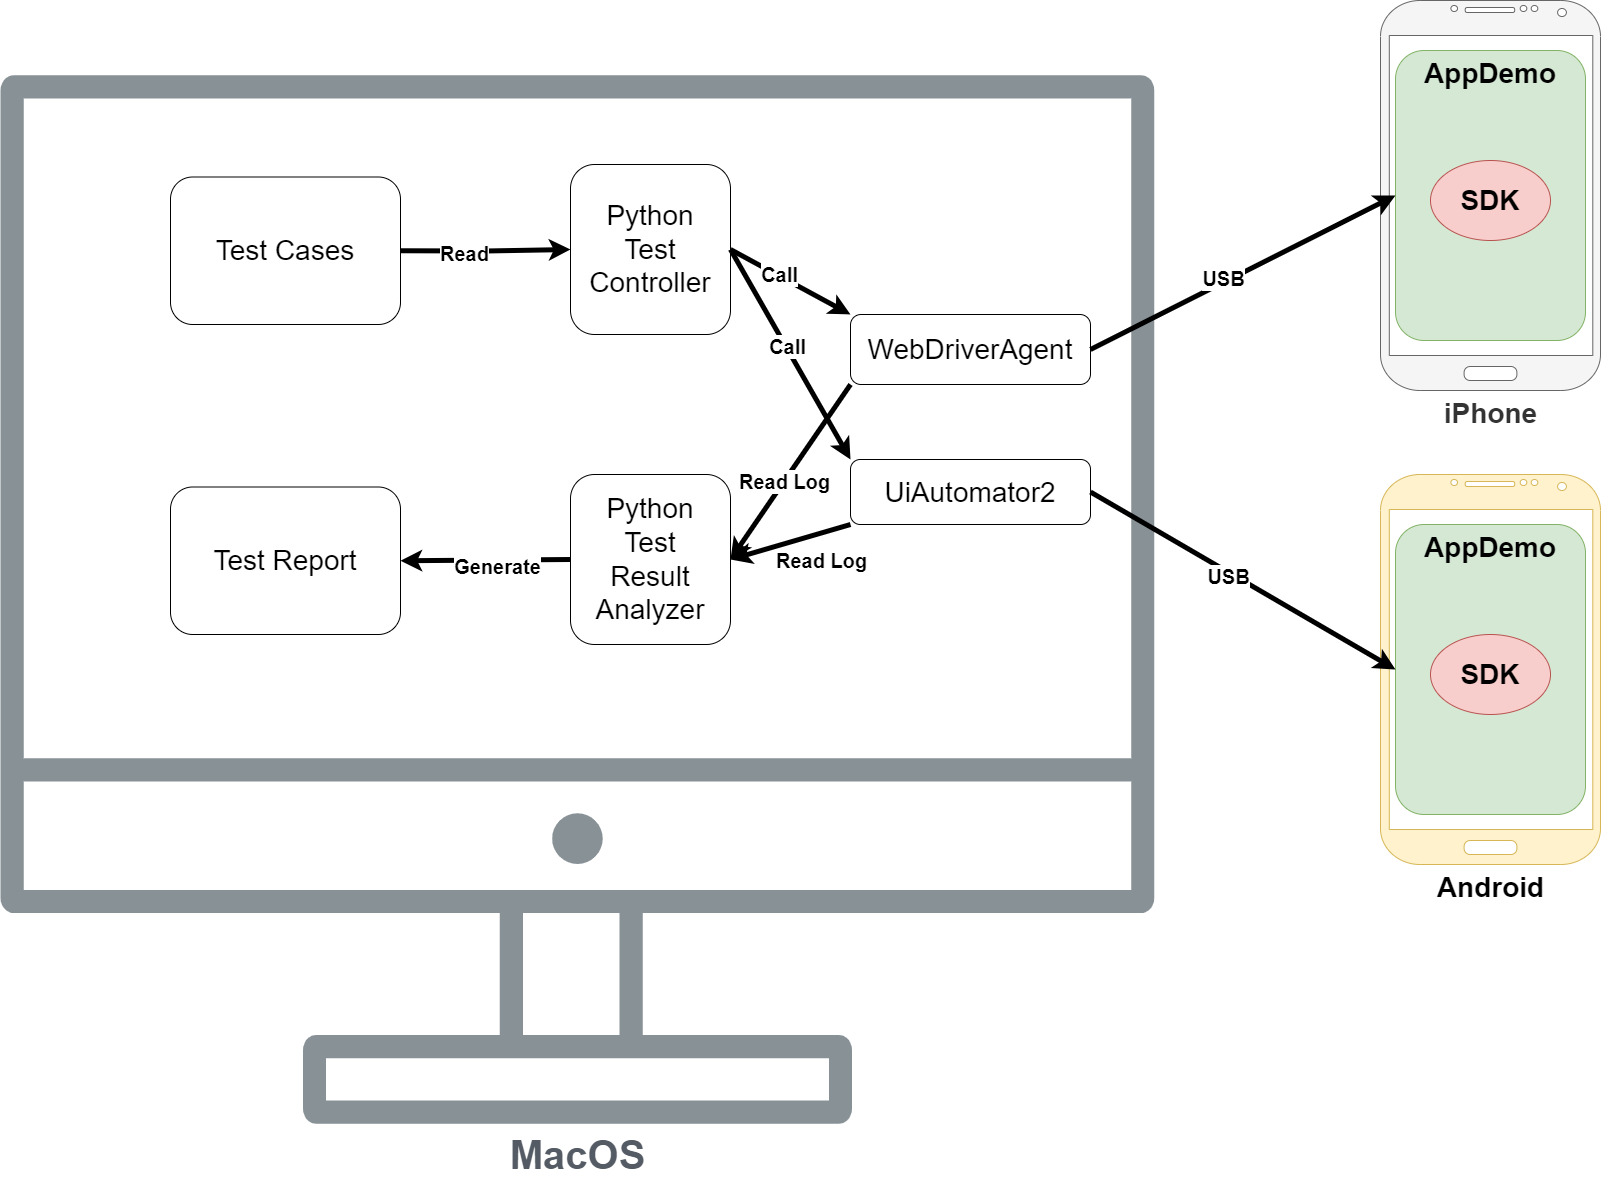 AppDemo
SDK
iPhone
Test Cases
Read
Python
Test
Controller
Call
Call
WebDriverAgent
USB
Read Log
UiAutomator2
Read Log
USB
Python
Test
Result
Analyzer
Generate
Test Report
AppDemo
SDK
Android
MacOS